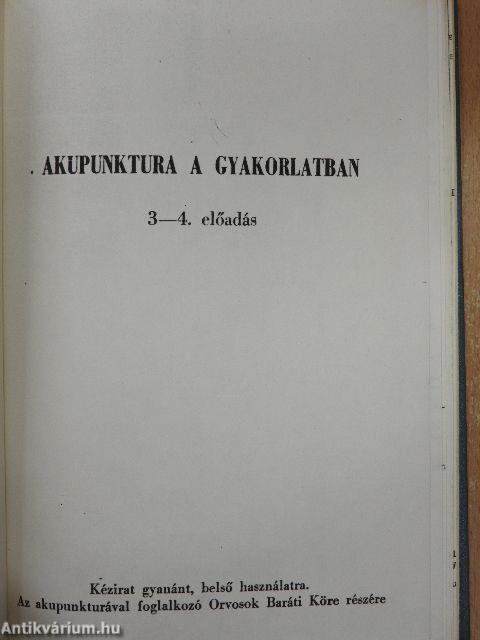 AKUPUNKTURA A GYAKORLATBAN
3—4. előadás
Kézirat gyanánt, belső használatra.
Az akupunkturával foglalkozó Orvosok Baráti Köre részére
Antikvárium.hu